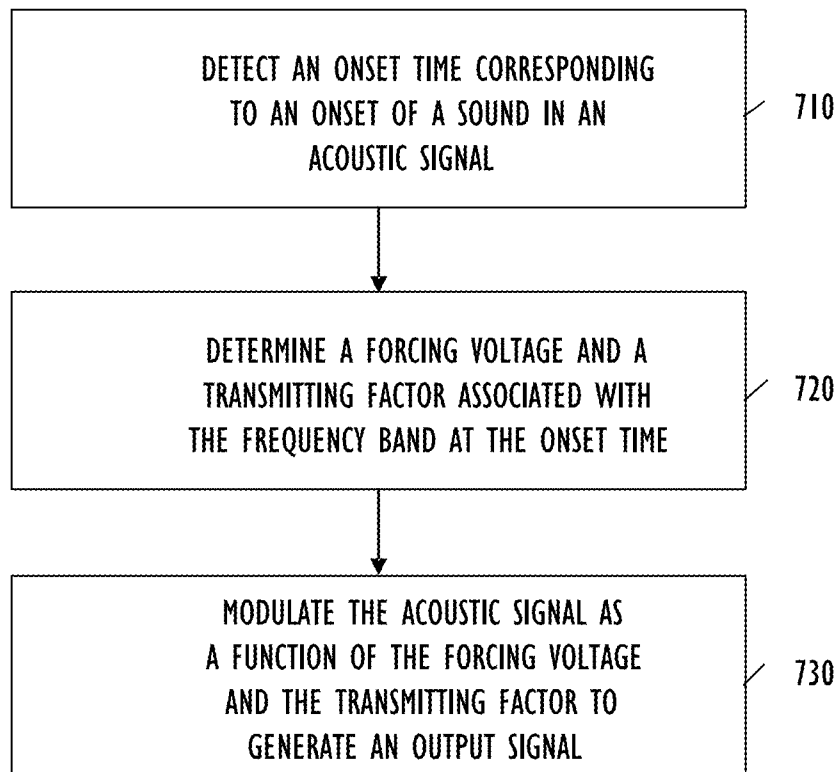 DETECT AN ONSET TIME CORRESPONDING
TO AN ONSET OF A SOUND IN AN
ACOUSTIC SIGNAL
710
DETERMINE A FORCING VOLTAGE AND A
TRANSMITTING FACTOR ASSOCIATED WITH
THE FREQUENCY BAND AT THE ONSET TIME
720
MODULATE THE ACOUSTIC SIGNAL AS
A FUNCTION OF THE FORCING VOLTAGE
AND THE TRANSMITTING FACTOR TO
GENERATE AN OUTPUT SIGNAL
730